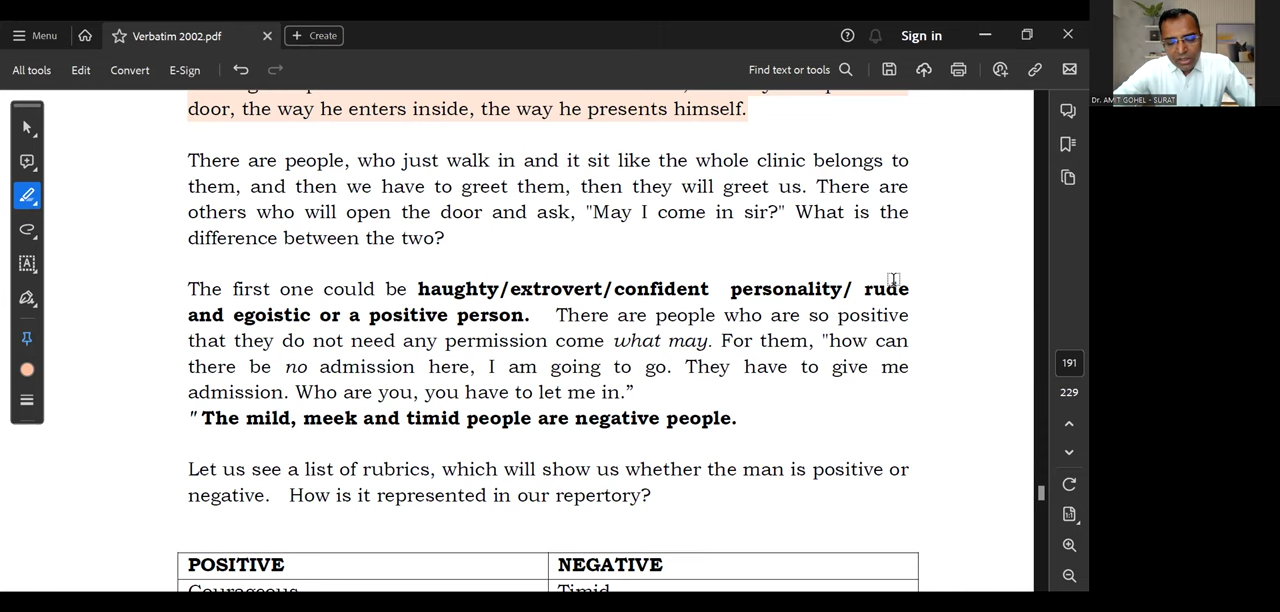 Menu
Verbatim 2002.pdf
Create
Sign in
All tools
Edit
Convert
E-Sign
Find text or tools
door, the way he enters inside, the way he presents himself.
There are people, who just walk in and it sit like the whole clinic belongs to
them, and then we have to greet them, then they will greet us. There are
others who will open the door and ask, "May I come in sir?" What is the
difference between the two?
The first one could be haughty/extrovert/confident personality/ rude
and egoistic or a positive person. There are people who are so positive
that they do not need any permission come what may. For them, "how can
there be no admission here, I am going to go. They have to give me
admission. Who are you, you have to let me in.”
" The mild, meek and timid people are negative people.
Let us see a list of rubrics, which will show us whether the man is positive or
negative. How is it represented in our repertory?
POSITIVE NEGATIVE
Courageous Timid
191
229
Dr. AMIT GOHEL - SURAT